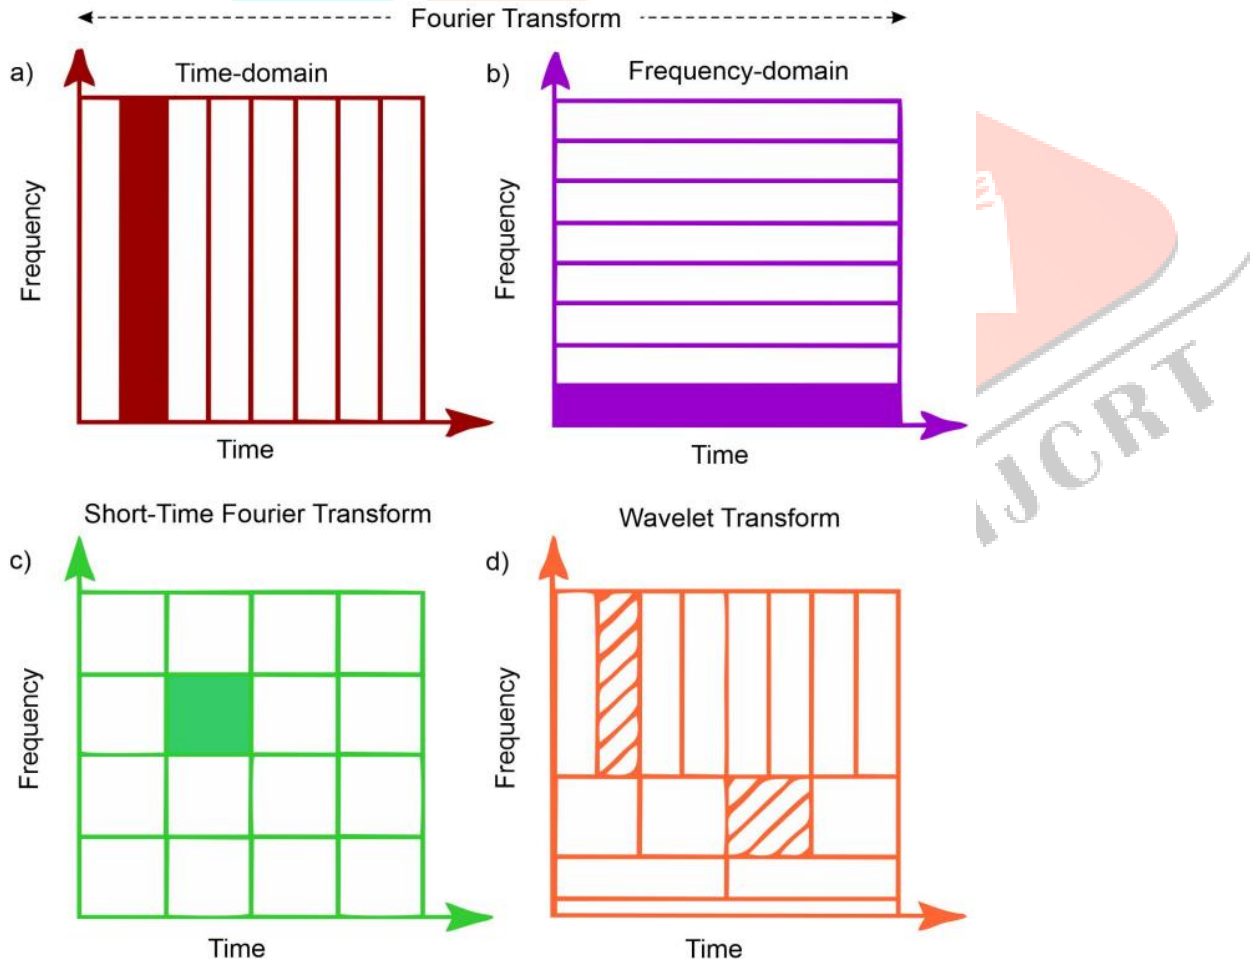 Fourier Transform
a) Time-domain
b) Frequency-domain
Frequency
Time
Frequency
Time
IJCRT
Short-Time Fourier Transform
Wavelet Transform
c)
d)
Frequency
Time
Frequency
Time